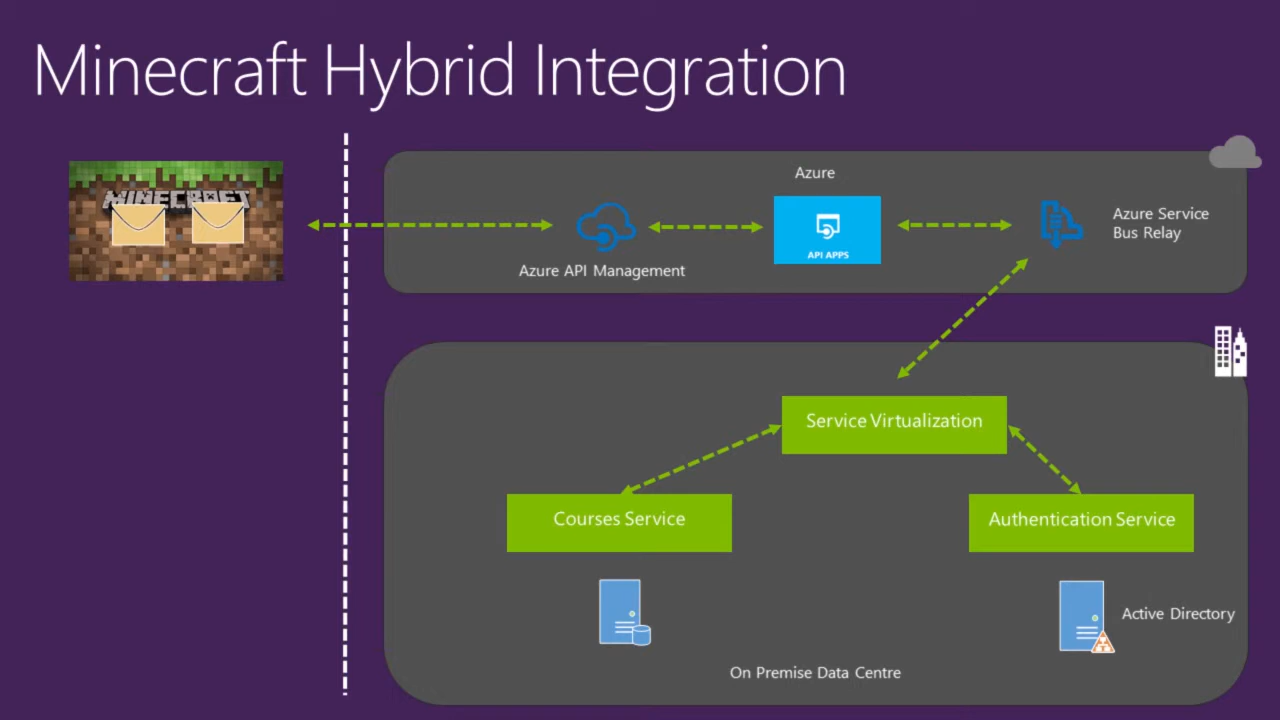 Minecraft Hybrid Integration
MINECRAFT
Azure
Azure API Management
API APPS
Azure Service
Bus Relay
Service Virtualization
Courses Service
Authentication Service
Active Directory
On Premise Data Centre